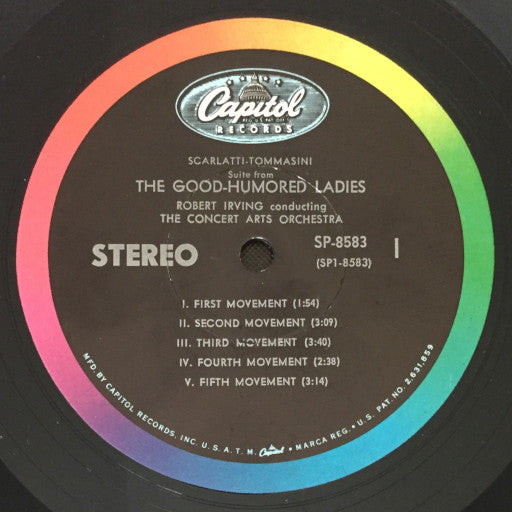 Capitol
RECORDS
SCARLATTI-TOMMASINI
Suite from
THE GOOD-HUMORED LADIES
ROBERT IRVING conducting
THE CONCERT ARTS ORCHESTRA
STEREO
SP-8583
(SP1-8583)
1
I. FIRST MOVEMENT (1:54)
II. SECOND MOVEMENT (3:09)
III. THIRD MOVEMENT (3:40)
IV. FOURTH MOVEMENT (2:38)
V. FIFTH MOVEMENT (3:14)
MFD. BY CAPITOL RECORDS, INC. U.S.A. T.M. Capitol • MARCA REG. • U.S. PAT. NO. 2,631,859